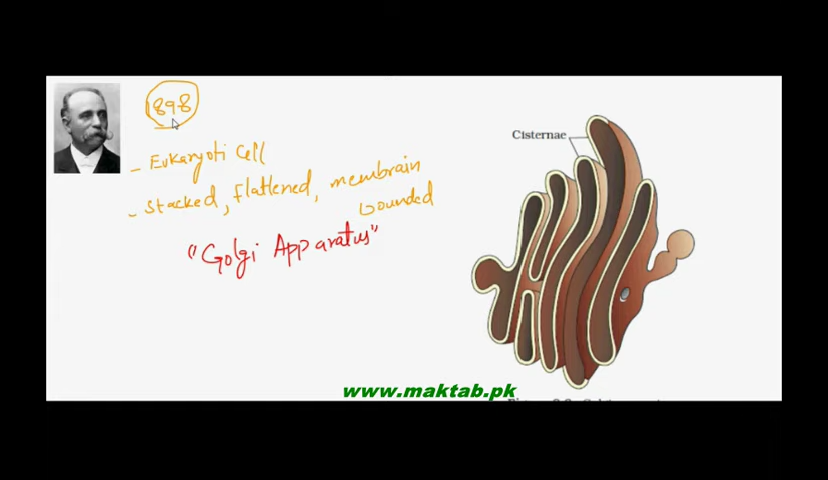 1898
Cisternae
- Eukaryoti Cell
- Stacked, flattened, membrain
bounded
"Golgi Apparatus"
www.maktab.pk